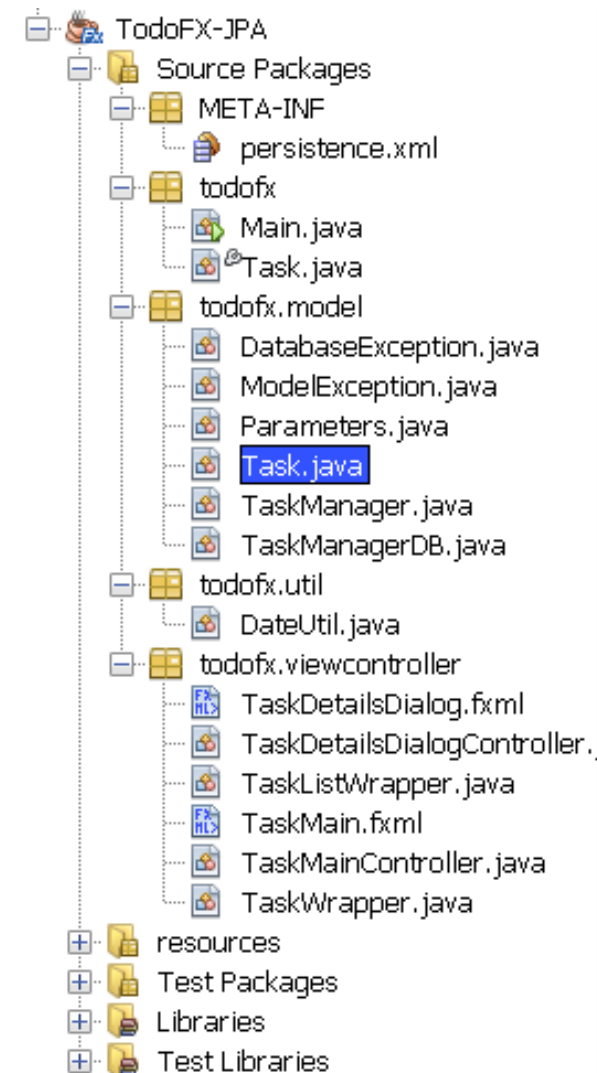 TodoFX-JPA
Source Packages
META-INF
persistence.xml
todofx
Main.java
Task.java
todofx.model
DatabaseException.java
ModelException.java
Parameters.java
Task.java
TaskManager.java
TaskManagerDB.java
todofx.util
DateUtil.java
todofx.viewcontroller
TaskDetailsDialog.fxml
TaskDetailsDialogController.
TaskListWrapper.java
TaskMain.fxml
TaskMainController.java
TaskWrapper.java
resources
Test Packages
Libraries
Test Libraries